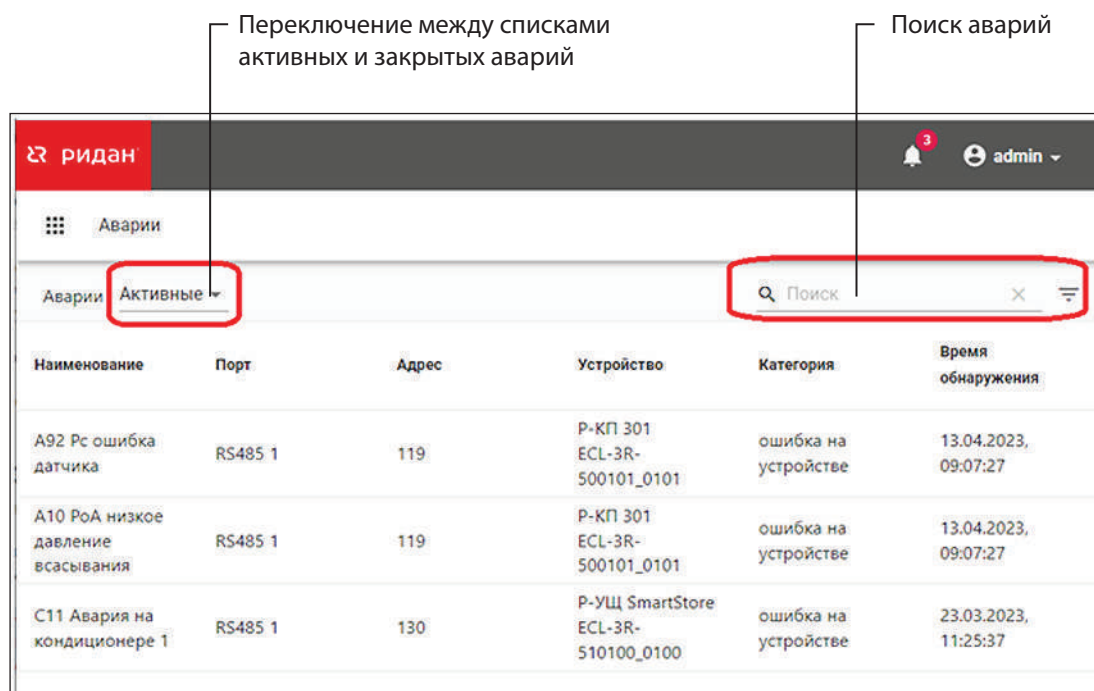 Переключение между списками
активных и закрытых аварий
Поиск аварий
ридан
3
admin
Аварии
Аварии Активные
Поиск
Наименование Порт Адрес Устройство Категория Время обнаружения
A92 Pc ошибка
датчика
RS485 1
119
Р-КП 301
ECL-3R-
500101_0101
ошибка на
устройстве
13.04.2023,
09:07:27
A10 PoA низкое
давление
всасывания
RS485 1
119
Р-КП 301
ECL-3R-
500101_0101
ошибка на
устройстве
13.04.2023,
09:07:27
C11 Авария на
кондиционере 1
RS485 1
130
Р-УЩ SmartStore
ECL-3R-
510100_0100
ошибка на
устройстве
23.03.2023,
11:25:37